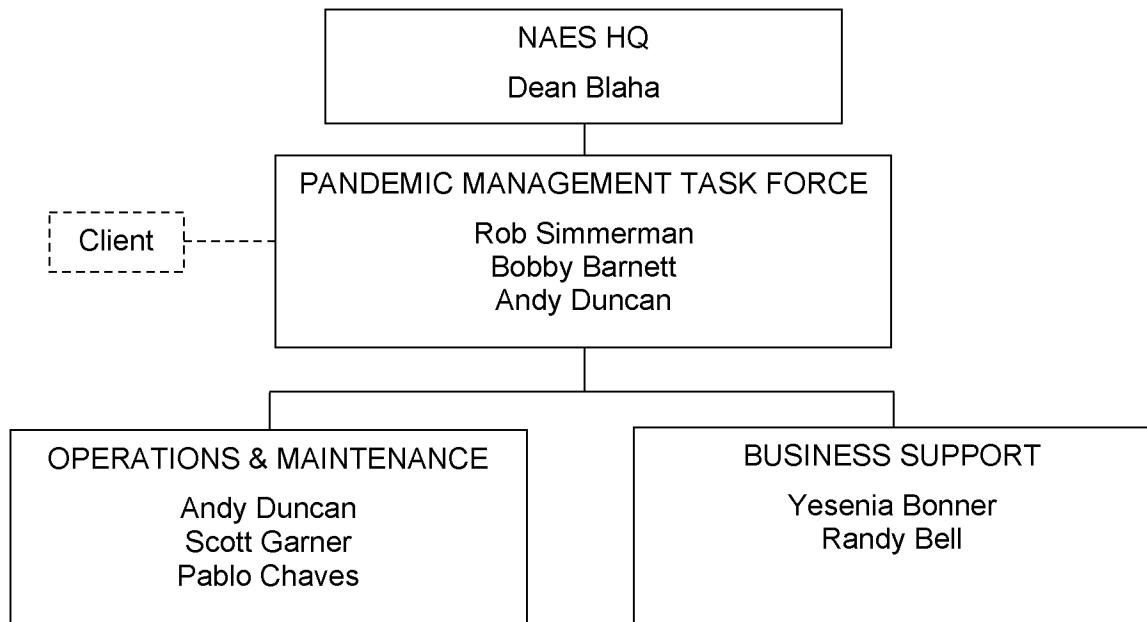 NAES HQ
Dean Blaha
PANDEMIC MANAGEMENT TASK FORCE
Rob Simmerman
Bobby Barnett
Andy Duncan
Client
OPERATIONS & MAINTENANCE
Andy Duncan
Scott Garner
Pablo Chaves
BUSINESS SUPPORT
Yesenia Bonner
Randy Bell